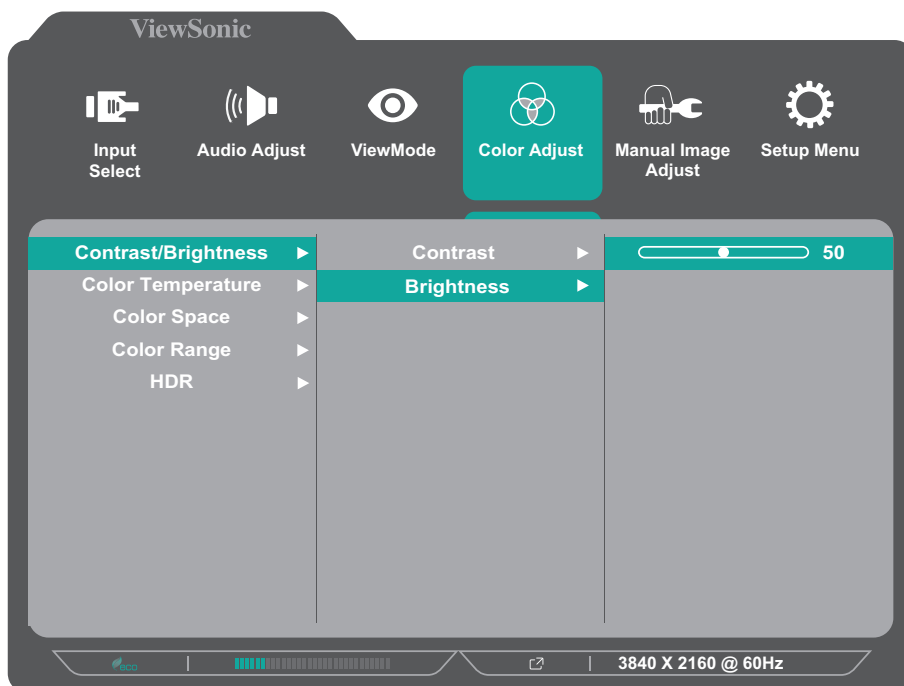 ViewSonic
Input Select
Audio Adjust
ViewMode
Color Adjust
Manual Image Adjust
Setup Menu
Contrast/Brightness
Contrast
50
Color Temperature
Brightness
Color Space
Color Range
HDR
eco
3840 X 2160 @ 60Hz